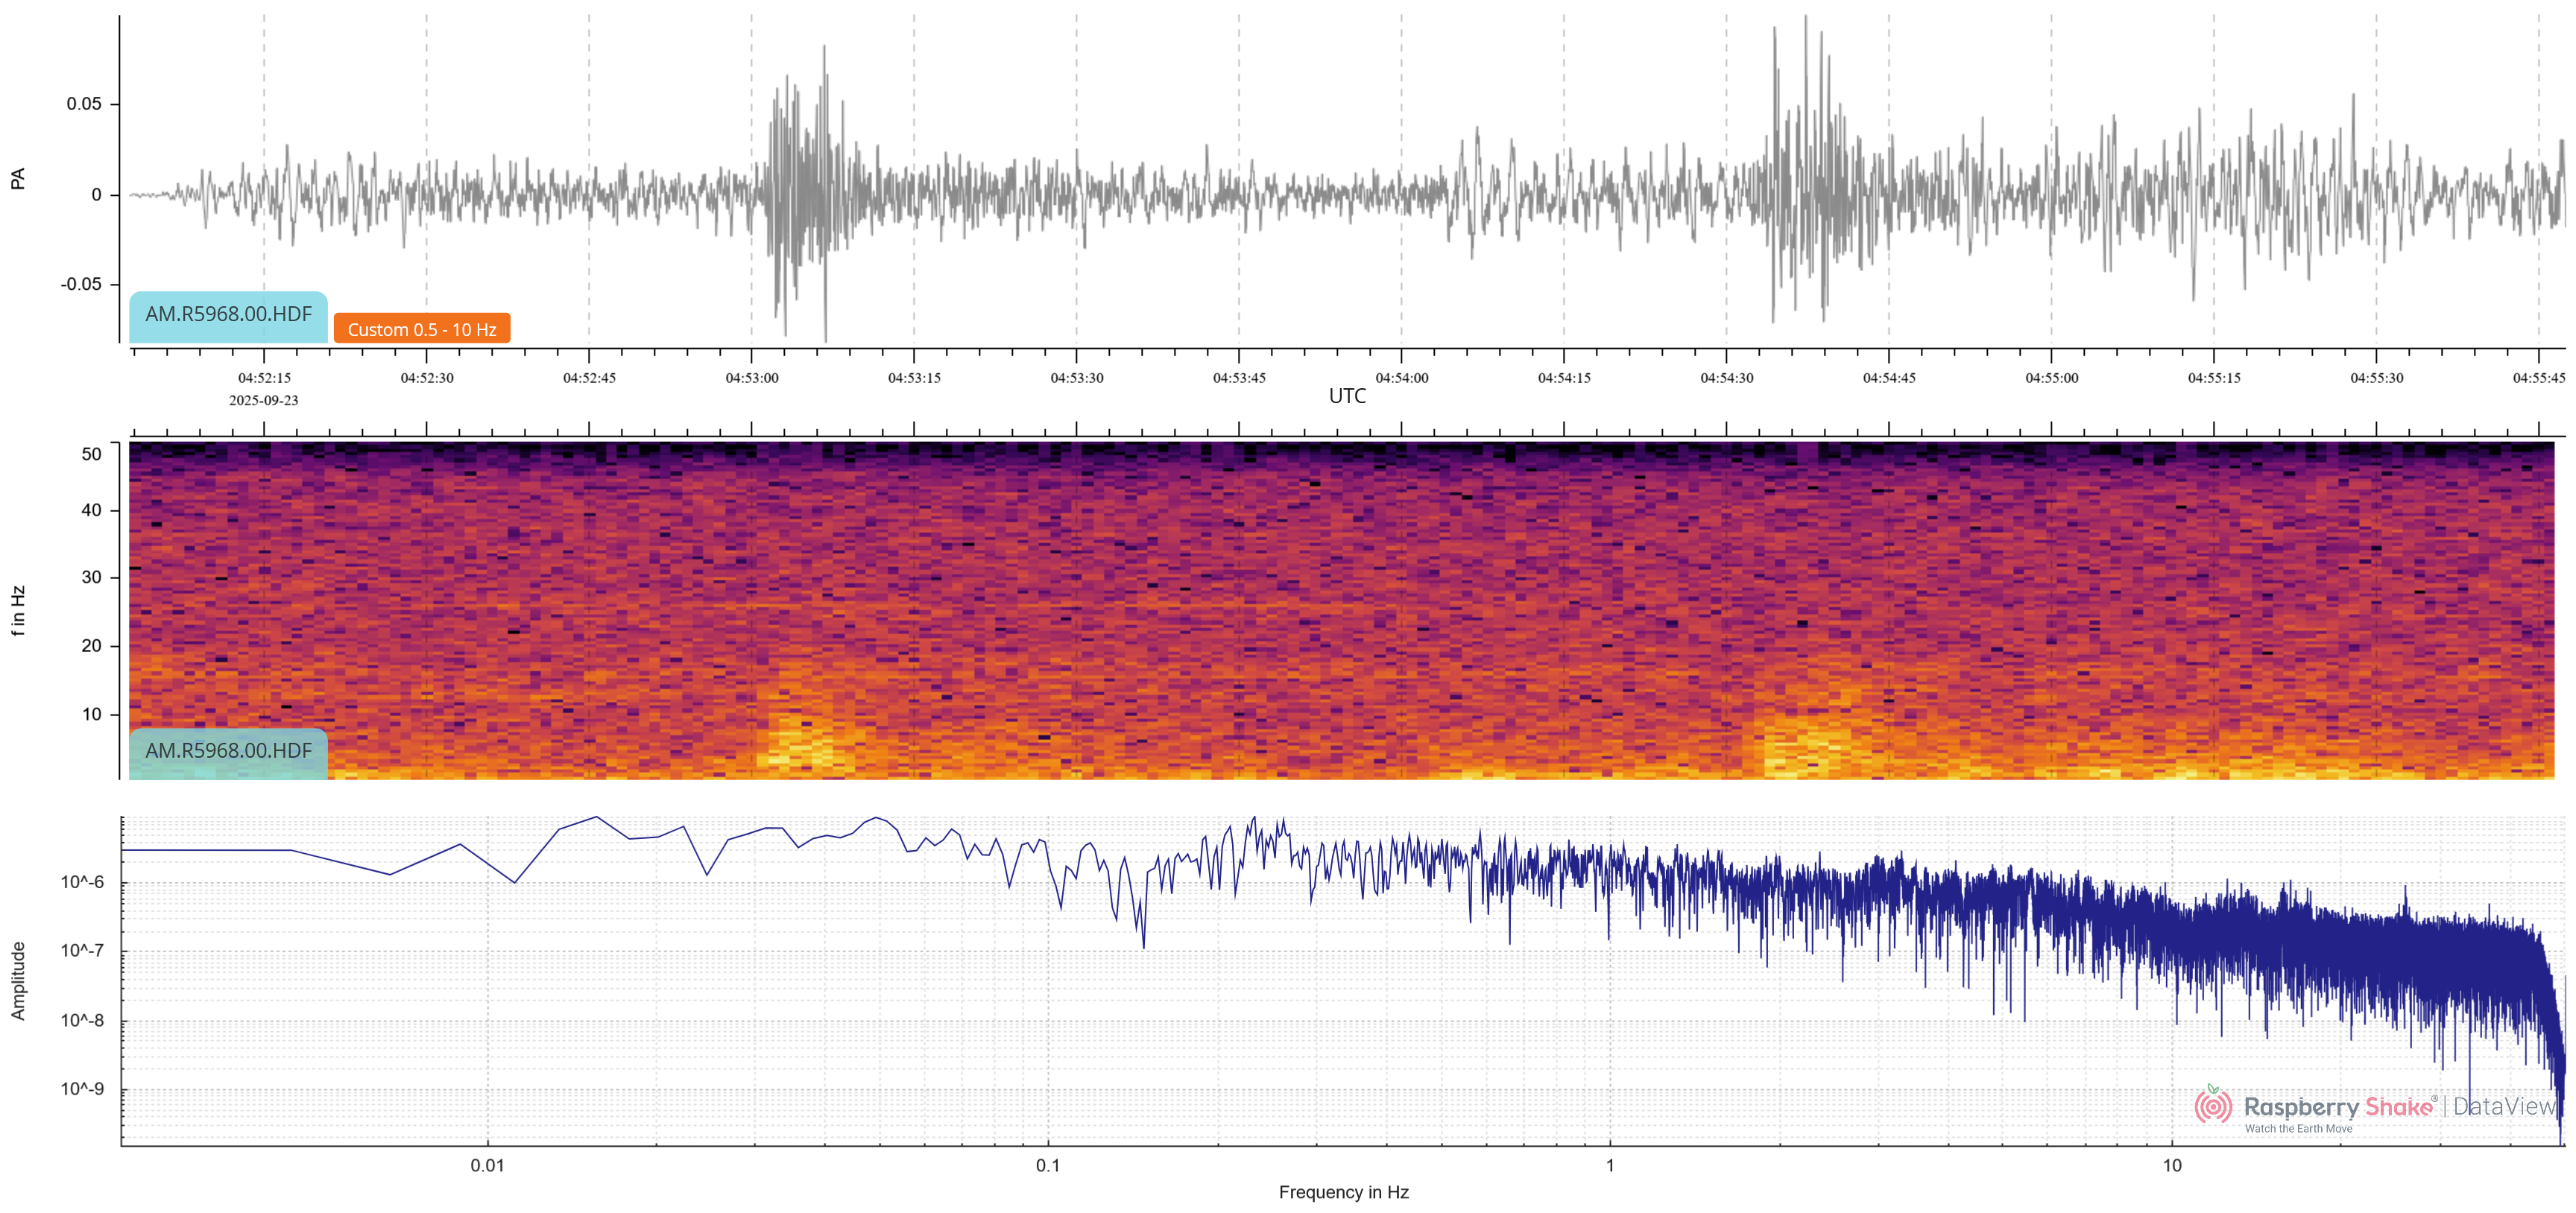 0.05
0
-0.05
PA
AM.R5968.00.HDF
Custom 0.5 - 10 Hz
04:52:15 04:52:30 04:52:45 04:53:00 04:53:15 04:53:30 04:53:45 04:54:00 04:54:15 04:54:30 04:54:45 04:55:00 04:55:15 04:55:30 04:55:45
2025-09-23
UTC
50
40
30
20
10
f in Hz
AM.R5968.00.HDF
10^-6
10^-7
10^-8
10^-9
Amplitude
Raspberry Shake® | DataView
Watch the Earth Move
0.01 0.1 1 10
Frequency in Hz